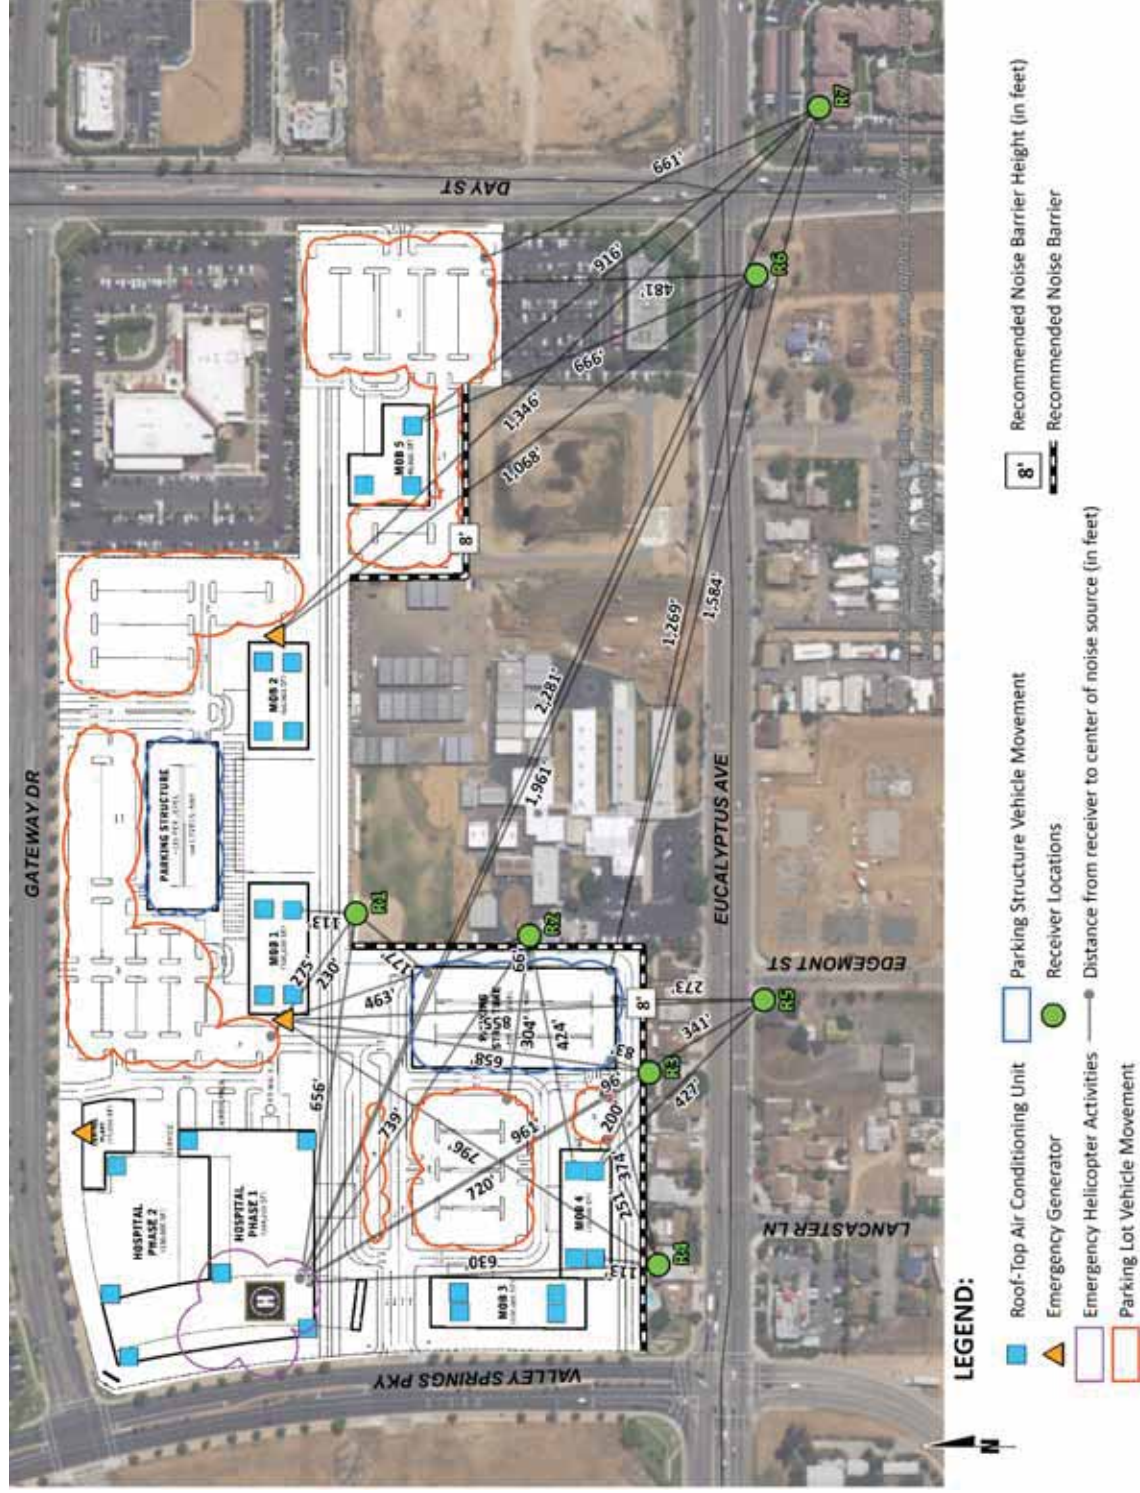 GATEWAY DR
DAY ST
VALLEY SPRINGS PKY
EUCALYPTUS AVE
EDGEMONT ST
LANCASTER LN
HOSPITAL
PHASE 2
HOSPITAL
PHASE 1
H
MOB 1
MOB 2
MOB 3
MOB 4
MOB 5
PARKING STRUCTURE
R1
R2
R3
R4
R5
R6
R7
8'
8'
661'
916'
481'
666'
1,346'
1,068'
1,269'
1,584'
2,281'
1,961'
113'
275'
230'
177'
463'
66'
656'
658'
855'
304'
424'
273'
341'
427'
96'
200'
374'
251'
739'
961'
796'
720'
630'
113'
LEGEND:
Roof-Top Air Conditioning Unit
Emergency Generator
Emergency Helicopter Activities
Parking Lot Vehicle Movement
Parking Structure Vehicle Movement
Receiver Locations
Distance from receiver to center of noise source (in feet)
8' Recommended Noise Barrier Height (in feet)
Recommended Noise Barrier
N